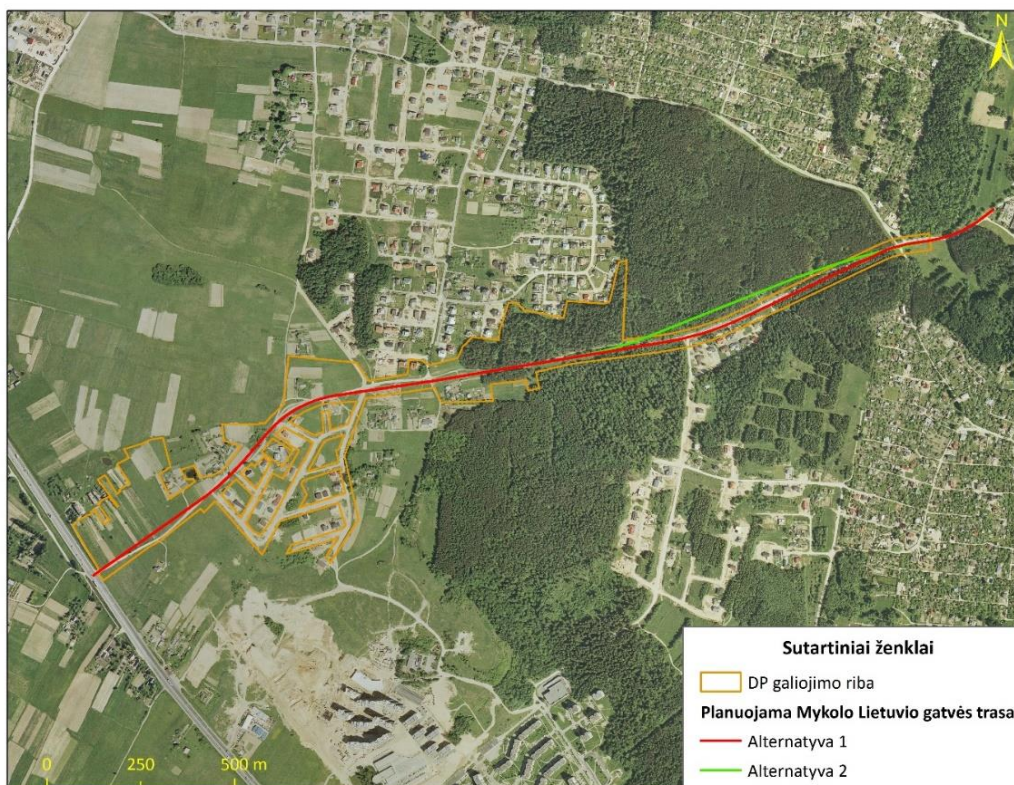 N
Sutartiniai ženklai
DP galiojimo riba
Planuojama Mykolo Lietuvio gatvės trasa
Alternatyva 1
Alternatyva 2
0 250 500 m